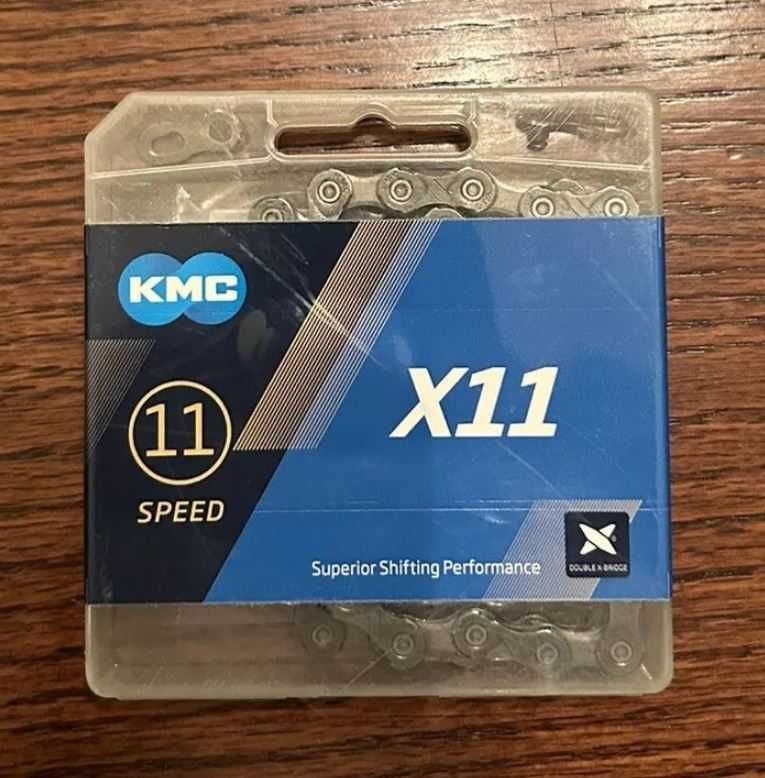 KMC
11
SPEED
X11
Superior Shifting Performance
X®
DOUBLE X BRIDGE